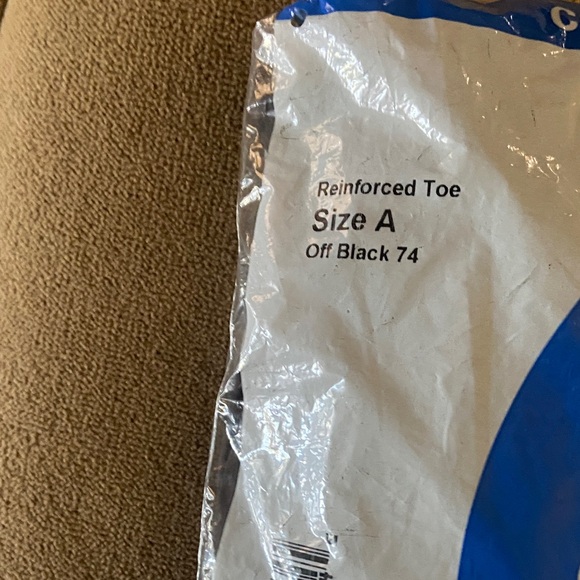 C
Reinforced Toe
Size A
Off Black 74